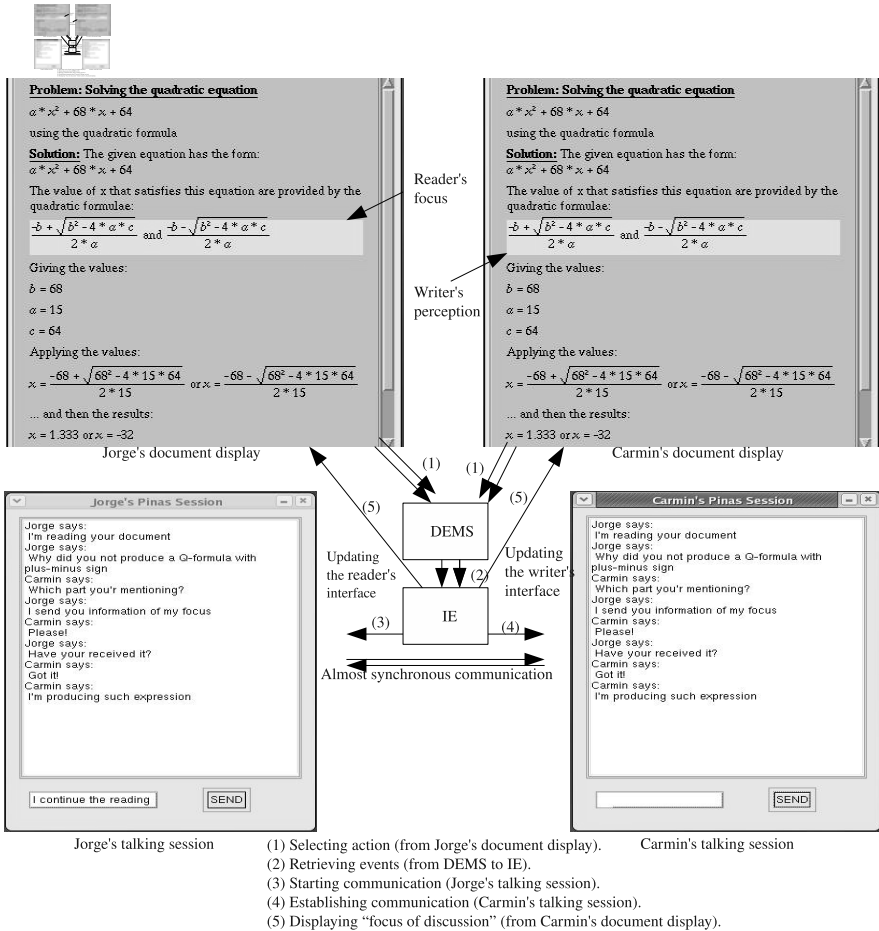 Problem: Solving the quadratic equation
a * x² + 68 * x + 64
using the quadratic formula
Solution: The given equation has the form:
a * x² + 68 * x + 64
The value of x that satisfies this equation are provided by the
quadratic formulae:
-b + √b² - 4 * a * c / 2 * a and -b - √b² - 4 * a * c / 2 * a
Giving the values:
b = 68
a = 15
c = 64
Applying the values:
x = -68 + √68² - 4 * 15 * 64 / 2 * 15 or x = -68 - √68² - 4 * 15 * 64 / 2 * 15
... and then the results:
x = 1.333 or x = -32
Jorge's document display
Reader's
focus
Writer's
perception
Problem: Solving the quadratic equation
a * x² + 68 * x + 64
using the quadratic formula
Solution: The given equation has the form:
a * x² + 68 * x + 64
The value of x that satisfies this equation are provided by the
quadratic formulae:
-b + √b² - 4 * a * c / 2 * a and -b - √b² - 4 * a * c / 2 * a
Giving the values:
b = 68
a = 15
c = 64
Applying the values:
x = -68 + √68² - 4 * 15 * 64 / 2 * 15 or x = -68 - √68² - 4 * 15 * 64 / 2 * 15
... and then the results:
x = 1.333 or x = -32
Carmin's document display
(1)
(1)
(5)
(5)
DEMS
Updating
the reader's
interface
Updating
the writer's
interface
(2)
IE
(3)
(4)
Almost synchronous communication
Jorge's Pinas Session
Jorge says:
I'm reading your document
Jorge says:
Why did you not produce a Q-formula with
plus-minus sign
Carmin says:
Which part you'r mentioning?
Jorge says:
I send you information of my focus
Carmin says:
Please!
Jorge says:
Have your received it?
Carmin says:
Got it!
Carmin says:
I'm producing such expression
I continue the reading
SEND
Jorge's talking session
Carmin's Pinas Session
Jorge says:
I'm reading your document
Jorge says:
Why did you not produce a Q-formula with
plus-minus sign
Carmin says:
Which part you'r mentioning?
Jorge says:
I send you information of my focus
Carmin says:
Please!
Jorge says:
Have your received it?
Carmin says:
Got it!
Carmin says:
I'm producing such expression
SEND
Carmin's talking session
(1) Selecting action (from Jorge's document display).
(2) Retrieving events (from DEMS to IE).
(3) Starting communication (Jorge's talking session).
(4) Establishing communication (Carmin's talking session).
(5) Displaying “focus of discussion” (from Carmin's document display).